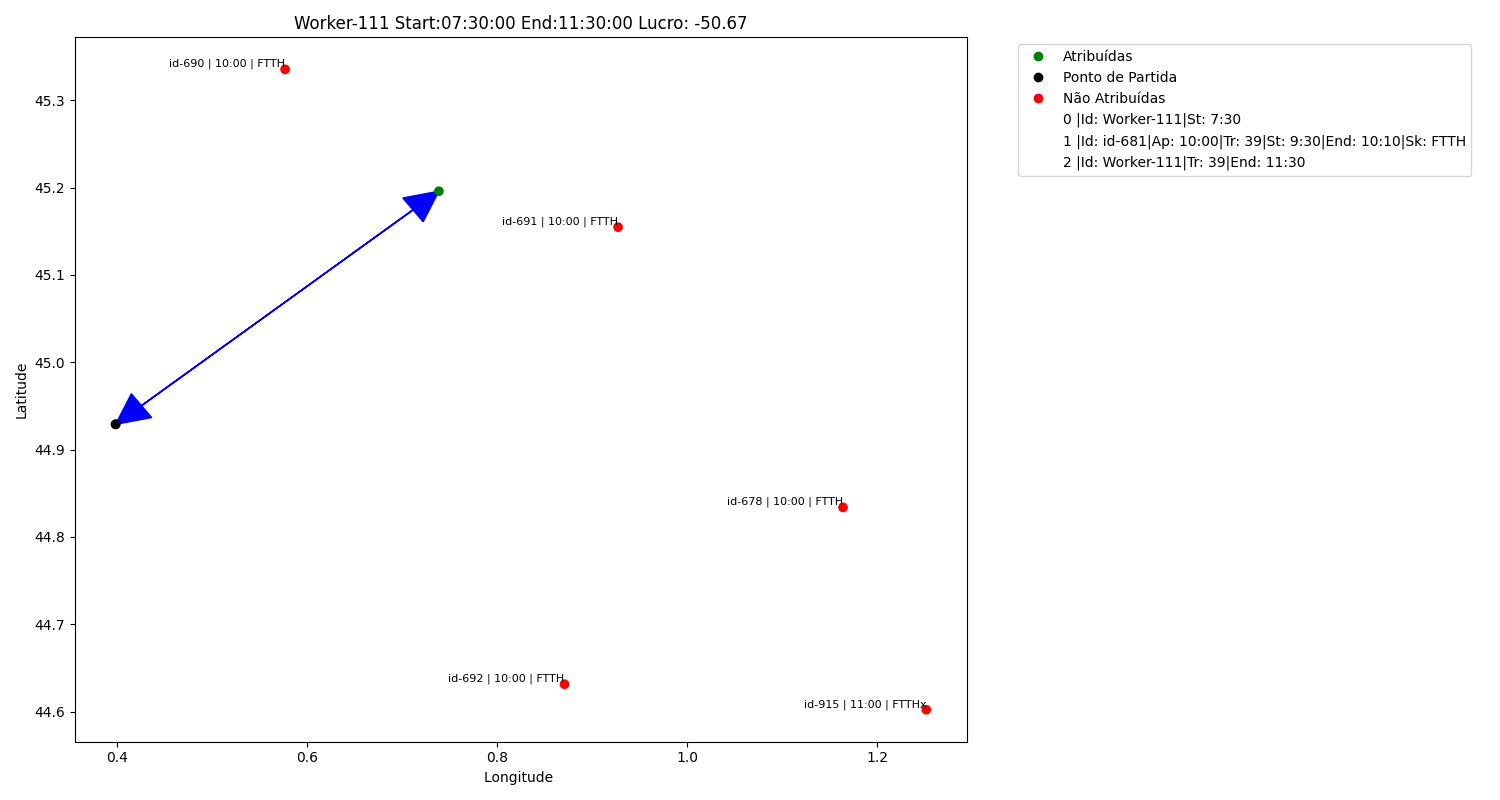 Worker-111 Start:07:30:00 End:11:30:00 Lucro: -50.67
Atribuídas
Ponto de Partida
Não Atribuídas
0 |Id: Worker-111|St: 7:30
1 |Id: id-681|Ap: 10:00|Tr: 39|St: 9:30|End: 10:10|Sk: FTTH
2 |Id: Worker-111|Tr: 39|End: 11:30
id-690 | 10:00 | FTTH
id-691 | 10:00 | FTTH
id-678 | 10:00 | FTTH
id-692 | 10:00 | FTTH
id-915 | 11:00 | FTTHx
Latitude
45.3
45.2
45.1
45.0
44.9
44.8
44.7
44.6
0.4
0.6
0.8
1.0
1.2
Longitude